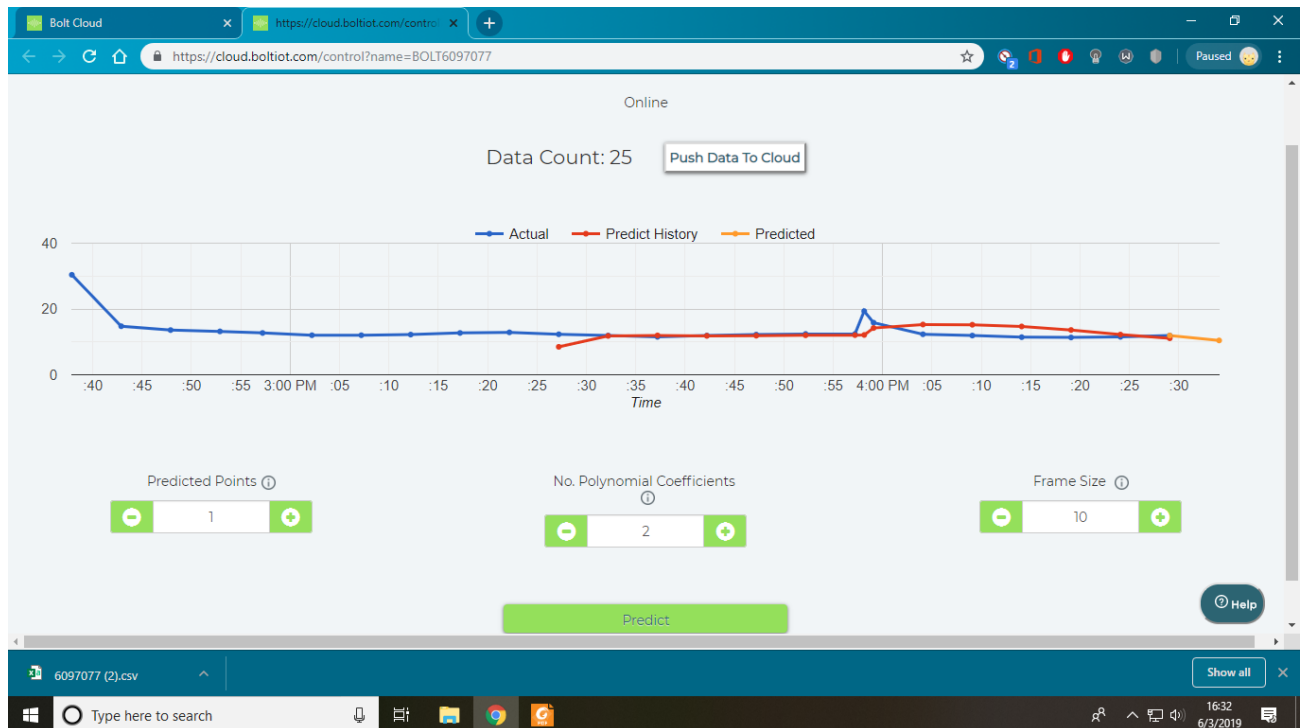 Bolt Cloud
https://cloud.boltiot.com/control
https://cloud.boltiot.com/control?name=BOLT6097077
2
Paused
Online
Data Count: 25 Push Data To Cloud
Actual Predict History Predicted
40
20
0
:40 :45 :50 :55 3:00 PM :05 :10 :15 :20 :25 :30 :35 :40 :45 :50 :55 4:00 PM :05 :10 :15 :20 :25 :30
Time
Predicted Points
No. Polynomial Coefficients
Frame Size
1
2
10
Predict
Help
6097077 (2).csv
Show all
Type here to search
16:32
6/3/2019